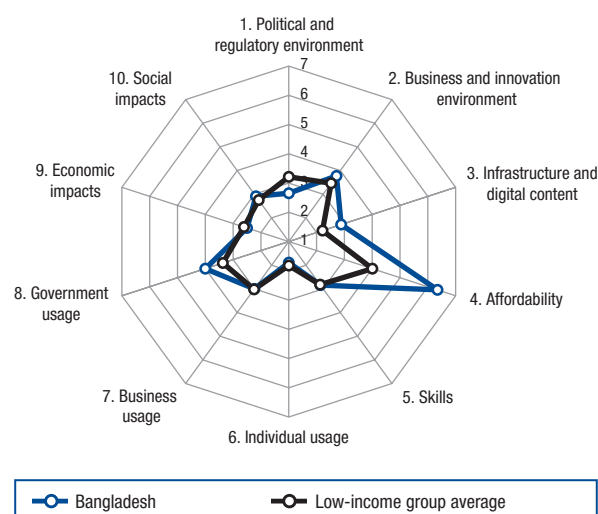 1. Political and
regulatory environment
2. Business and innovation
environment
3. Infrastructure and
digital content
4. Affordability
5. Skills
6. Individual usage
7. Business
usage
8. Government
usage
9. Economic
impacts
10. Social
impacts
7
6
5
4
2
1
Bangladesh
Low-income group average